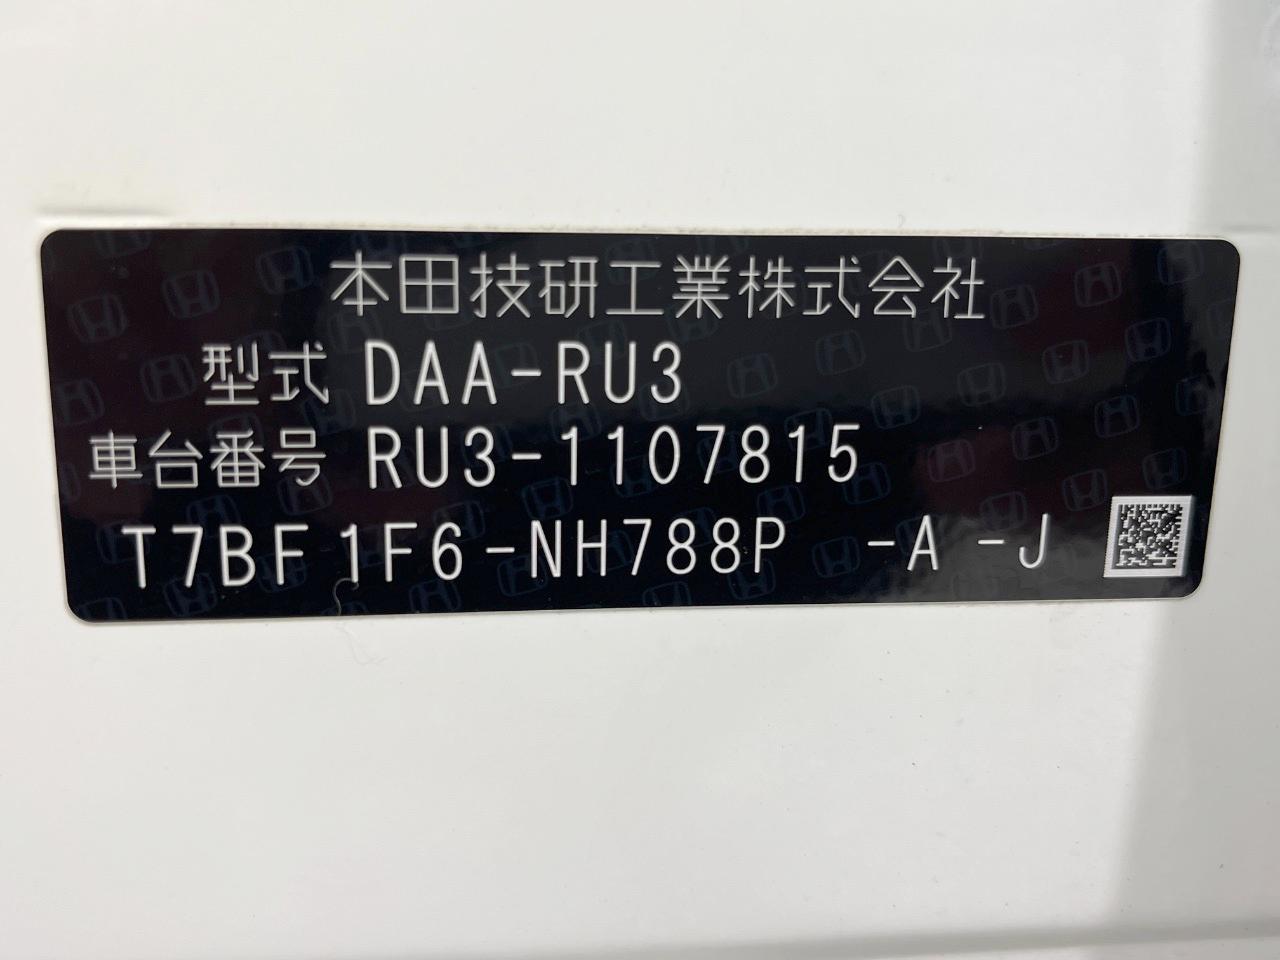 本田技研工業株式会社
型式 DAA-RU3
車台番号 RU3-1107815
T7BF1F6-NH788P -A -J